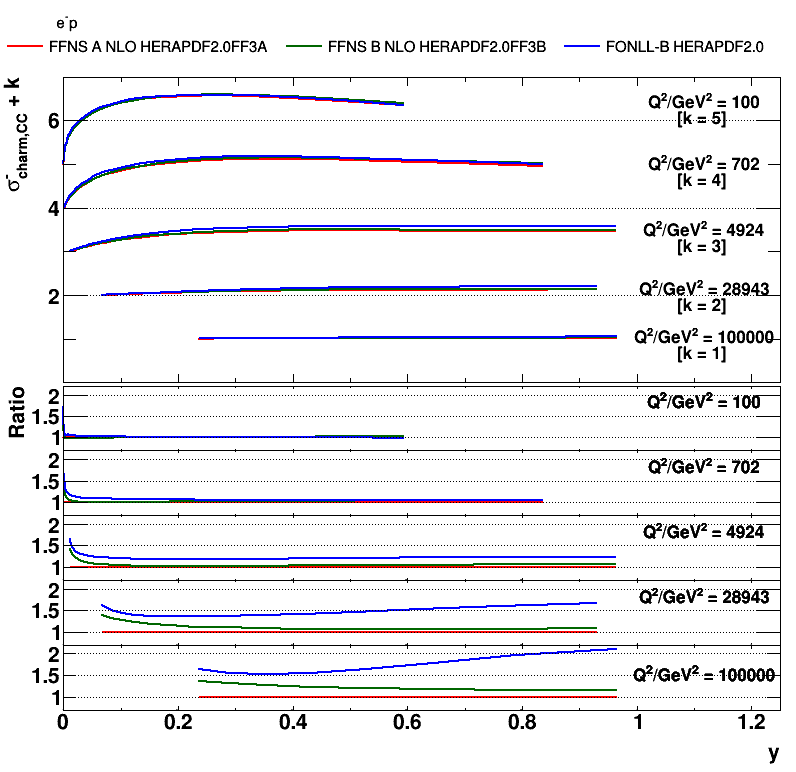 e⁻p
FFNS A NLO HERAPDF2.0FF3A FFNS B NLO HERAPDF2.0FF3B FONLL-B HERAPDF2.0
σ⁻charm,CC + k
6
4
2
Q²/GeV² = 100
[k = 5]
Q²/GeV² = 702
[k = 4]
Q²/GeV² = 4924
[k = 3]
Q²/GeV² = 28943
[k = 2]
Q²/GeV² = 100000
[k = 1]
Ratio
2
1.5
1
Q²/GeV² = 100
2
1.5
1
Q²/GeV² = 702
2
1.5
1
Q²/GeV² = 4924
2
1.5
1
Q²/GeV² = 28943
2
1.5
1
Q²/GeV² = 100000
0 0.2 0.4 0.6 0.8 1 1.2
y